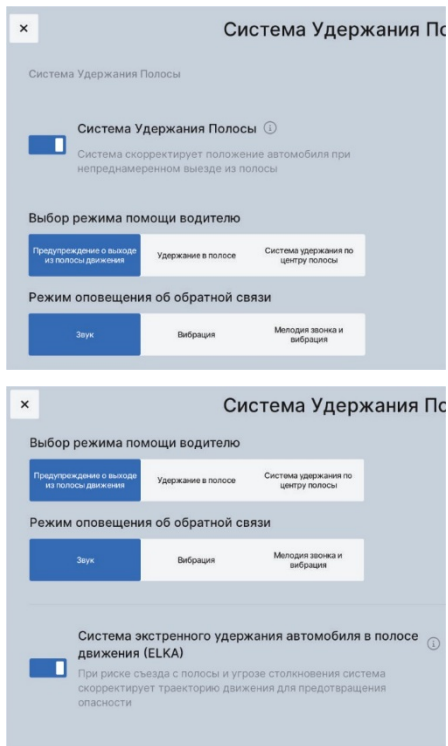 × Система Удержания По
Система Удержания Полосы
Система Удержания Полосы
Система скорректирует положение автомобиля при
непреднамеренном выезде из полосы
Выбор режима помощи водителю
Предупреждение о выходе
из полосы движения
Удержание в полосе
Система удержания по
центру полосы
Режим оповещения об обратной связи
Звук
Вибрация
Мелодия звонка и
вибрация
× Система Удержания По
Выбор режима помощи водителю
Предупреждение о выходе
из полосы движения
Удержание в полосе
Система удержания по
центру полосы
Режим оповещения об обратной связи
Звук
Вибрация
Мелодия звонка и
вибрация
Система экстренного удержания автомобиля в полосе
движения (ELKA)
При риске съезда с полосы и угрозе столкновения система
скорректирует траекторию движения для предотвращения
опасности